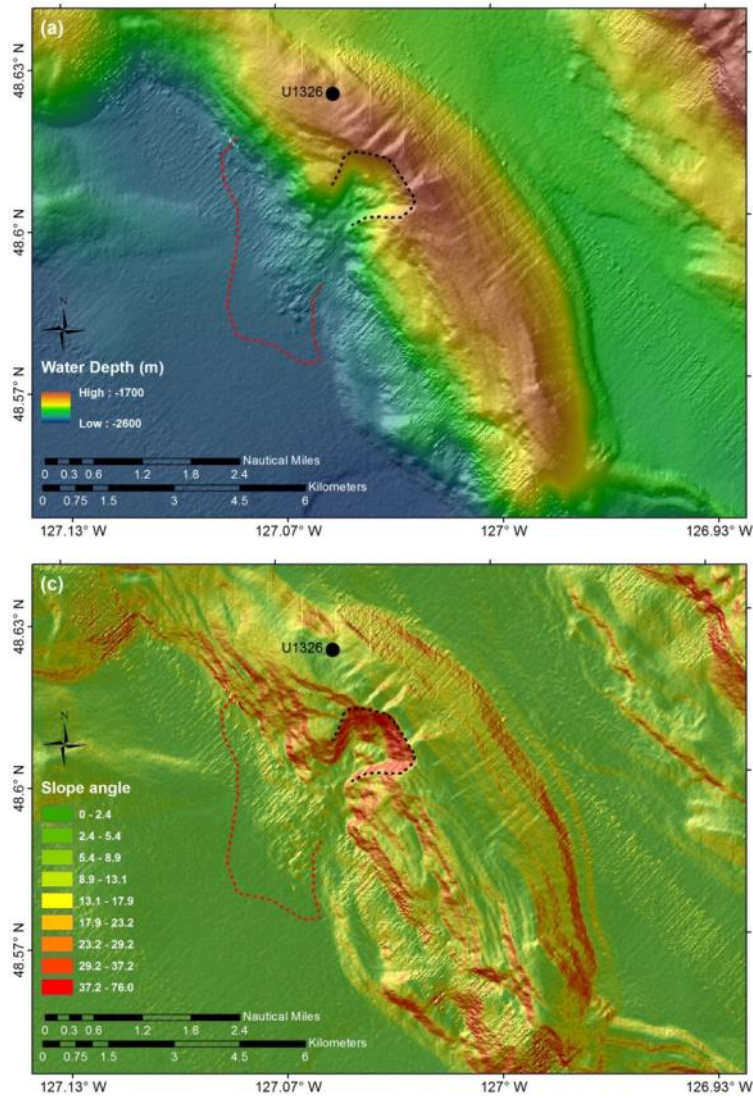 (a)
48.63° N
U1326
48.6° N
N
48.57° N
Water Depth (m)
High : -1700
Low : -2600
0 0.3 0.6 1.2 1.8 2.4 Nautical Miles
0 0.75 1.5 3 4.5 6 Kilometers
127.13° W 127.07° W 127° W 126.93° W
(c)
48.63° N
U1326
48.6° N
N
Slope angle
0 - 2.4
2.4 - 5.4
5.4 - 8.9
8.9 - 13.1
13.1 - 17.9
17.9 - 23.2
23.2 - 29.2
29.2 - 37.2
37.2 - 76.0
48.57° N
0 0.3 0.6 1.2 1.8 2.4 Nautical Miles
0 0.75 1.5 3 4.5 6 Kilometers
127.13° W 127.07° W 127° W 126.93° W